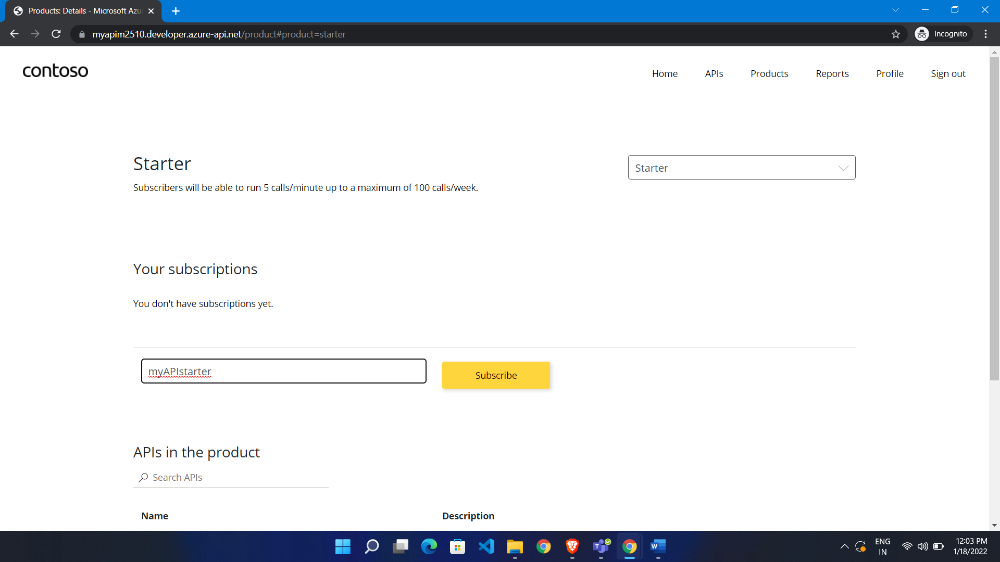 Products: Details - Microsoft Azu
myapim2510.developer.azure-api.net/product#product=starter
Incognito
contoso
Home
APIs
Products
Reports
Profile
Sign out
Starter
Starter
Subscribers will be able to run 5 calls/minute up to a maximum of 100 calls/week.
Your subscriptions
You don't have subscriptions yet.
myAPIstarter
Subscribe
APIs in the product
Search APIs
Name
Description
ENG
IN
12:03 PM
1/18/2022